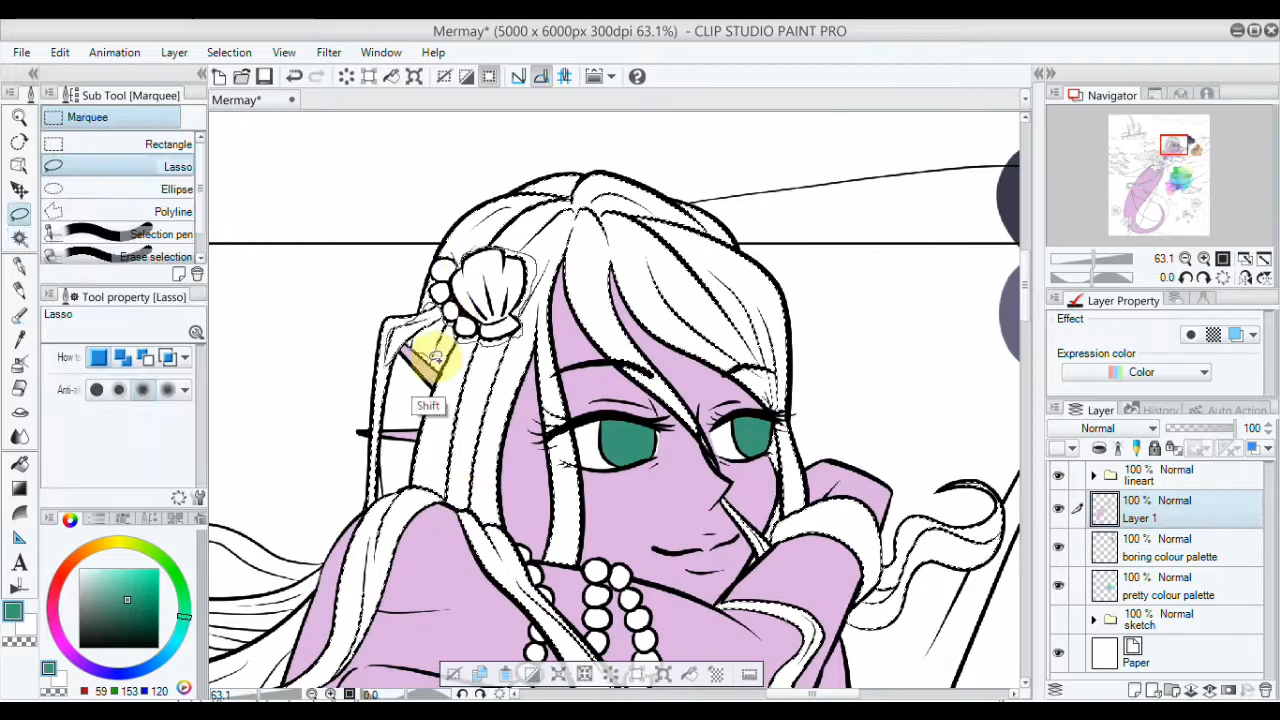 Mermay* (5000 x 6000px 300dpi 63.1%) - CLIP STUDIO PAINT PRO
File Edit Animation Layer Selection View Filter Window Help
Sub Tool [Marquee]
Mermay*
Navigator
Marquee
Rectangle
Lasso
Ellipse
Polyline
Selection pen
Erase selection
Tool property [Lasso]
Lasso
How to
Anti-
Shift
63.1
0.0
Layer Property
Effect
Expression color
Color
Layer History Auto Action
Normal 100
100 % Normal
lineart
100 % Normal
Layer 1
100 % Normal
boring colour palette
100 % Normal
pretty colour palette
100 % Normal
sketch
Paper
59 153 120
63.1 0.0